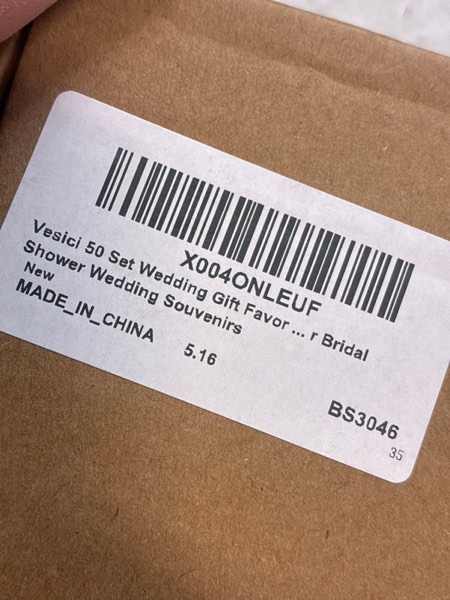 X004ONLEUF
Vesici 50 Set Wedding Gift Favor ... r Bridal
Shower Wedding Souvenirs
New
MADE_IN_CHINA
5.16
BS3046
35